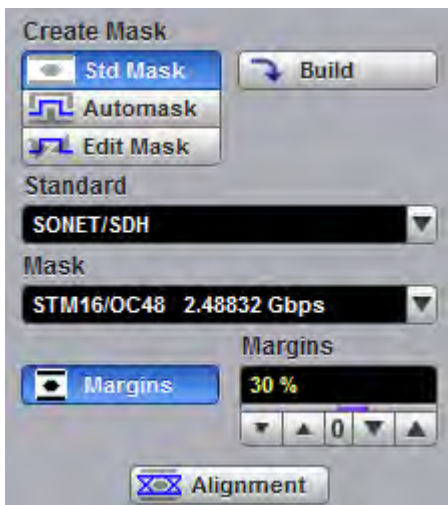 Create Mask
Std Mask
Build
Automask
Edit Mask
Standard
SONET/SDH
Mask
STM16/OC48 2.48832 Gbps
Margins
Margins
30 %
0
Alignment